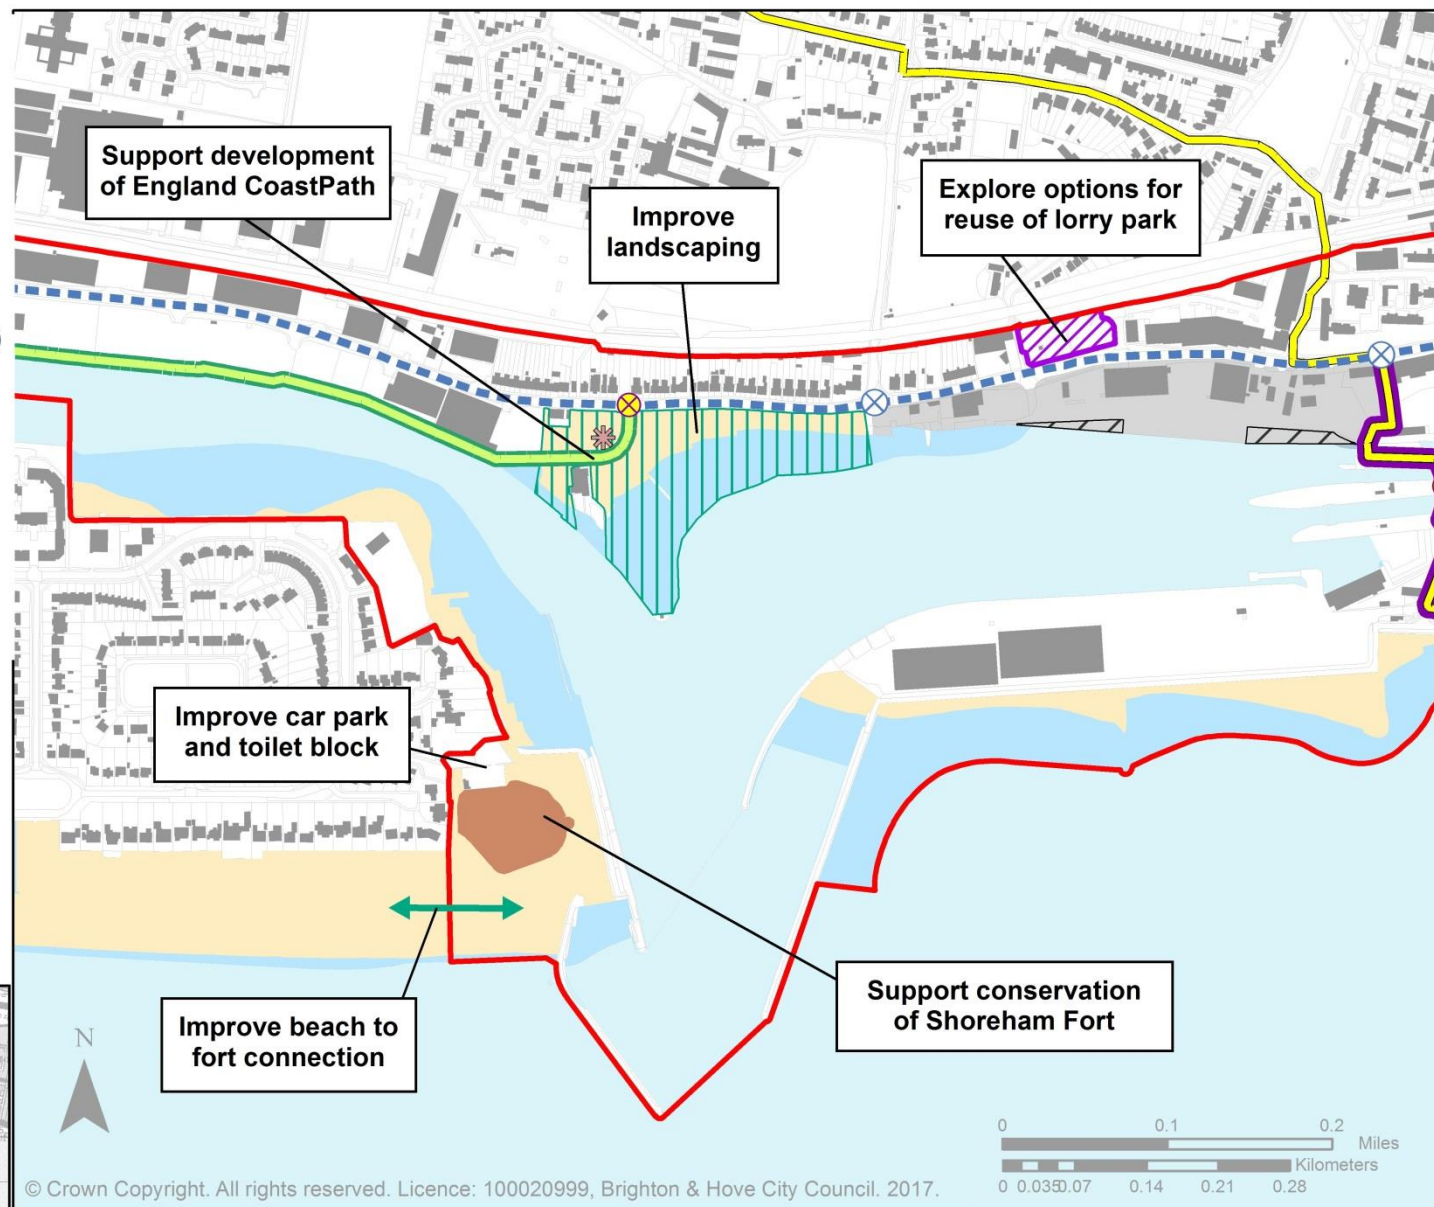 Support development
of England CoastPath
Improve
landscaping
Explore options for
reuse of lorry park
Improve car park
and toilet block
Improve beach to
fort connection
Support conservation
of Shoreham Fort
N
0 0.1 0.2
Miles
Kilometers
0 0.035 0.07 0.14 0.21 0.28
© Crown Copyright. All rights reserved. Licence: 100020999, Brighton & Hove City Council. 2017.